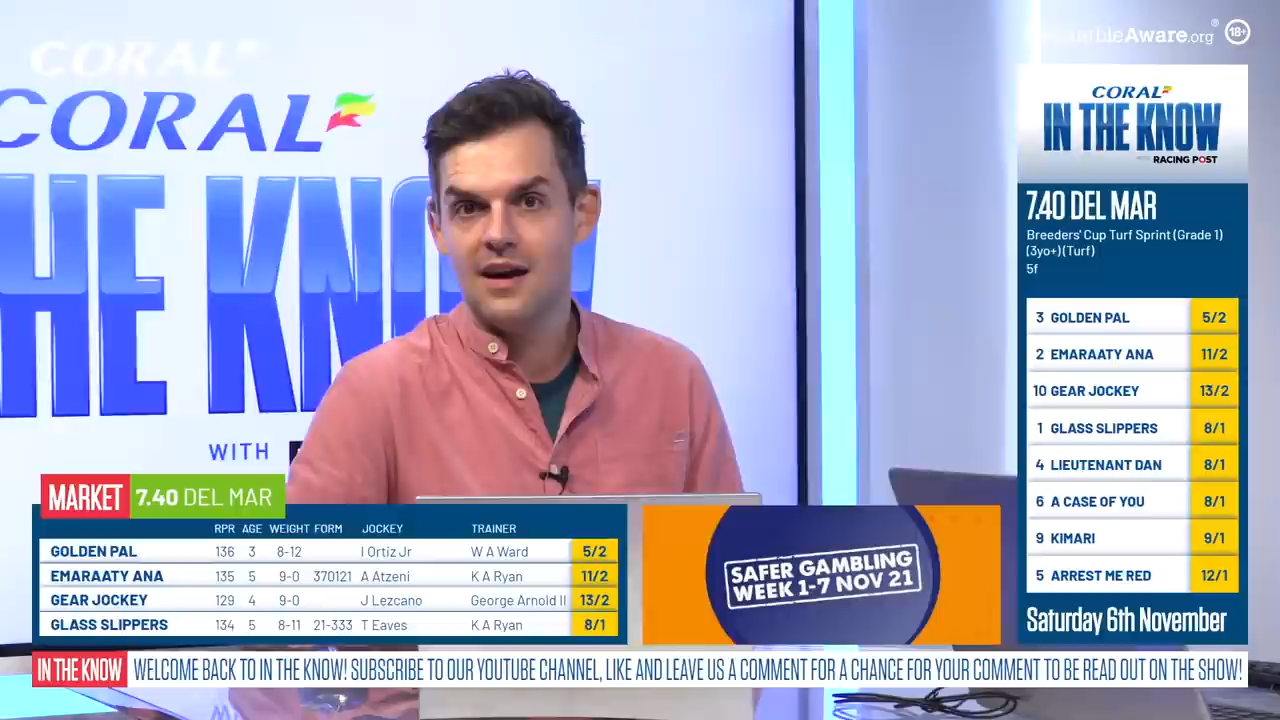 CORAL
CORAL
THE KNOW
WITH
AWARE.org
18+
CORAL
IN THE KNOW
WITH RACING POST
7.40 DEL MAR
Breeders' Cup Turf Sprint (Grade 1)
(3yo+) (Turf)
5f
3 GOLDEN PAL 5/2
2 EMARAATY ANA 11/2
10 GEAR JOCKEY 13/2
1 GLASS SLIPPERS 8/1
4 LIEUTENANT DAN 8/1
6 A CASE OF YOU 8/1
9 KIMARI 9/1
5 ARREST ME RED 12/1
Saturday 6th November
MARKET 7.40 DEL MAR
RPR AGE WEIGHT FORM JOCKEY TRAINER
GOLDEN PAL 136 3 8-12 I Ortiz Jr W A Ward 5/2
EMARAATY ANA 135 5 9-0 370121 A Atzeni K A Ryan 11/2
GEAR JOCKEY 129 4 9-0 J Lezcano George Arnold II 13/2
GLASS SLIPPERS 134 5 8-11 21-333 T Eaves K A Ryan 8/1
SAFER GAMBLING
WEEK 1-7 NOV 21
IN THE KNOW WELCOME BACK TO IN THE KNOW! SUBSCRIBE TO OUR YOUTUBE CHANNEL, LIKE AND LEAVE US A COMMENT FOR A CHANCE FOR YOUR COMMENT TO BE READ OUT ON THE SHOW!